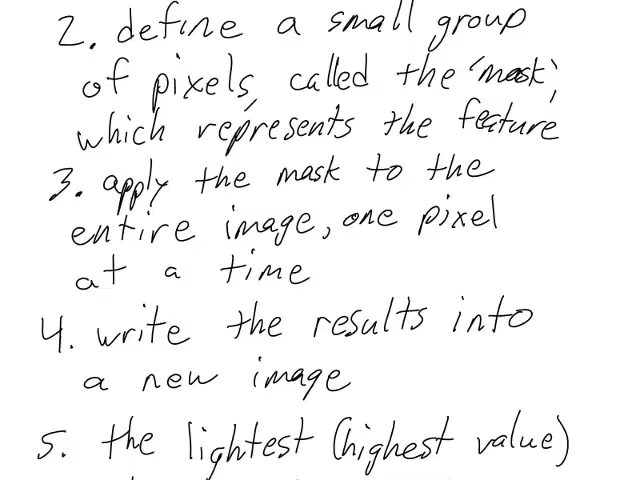 2. define a small group
of pixels, called the 'mask',
which represents the feature
3. apply the mask to the
entire image, one pixel
at a time
4. write the results into
a new image
5. the lightest (highest value)